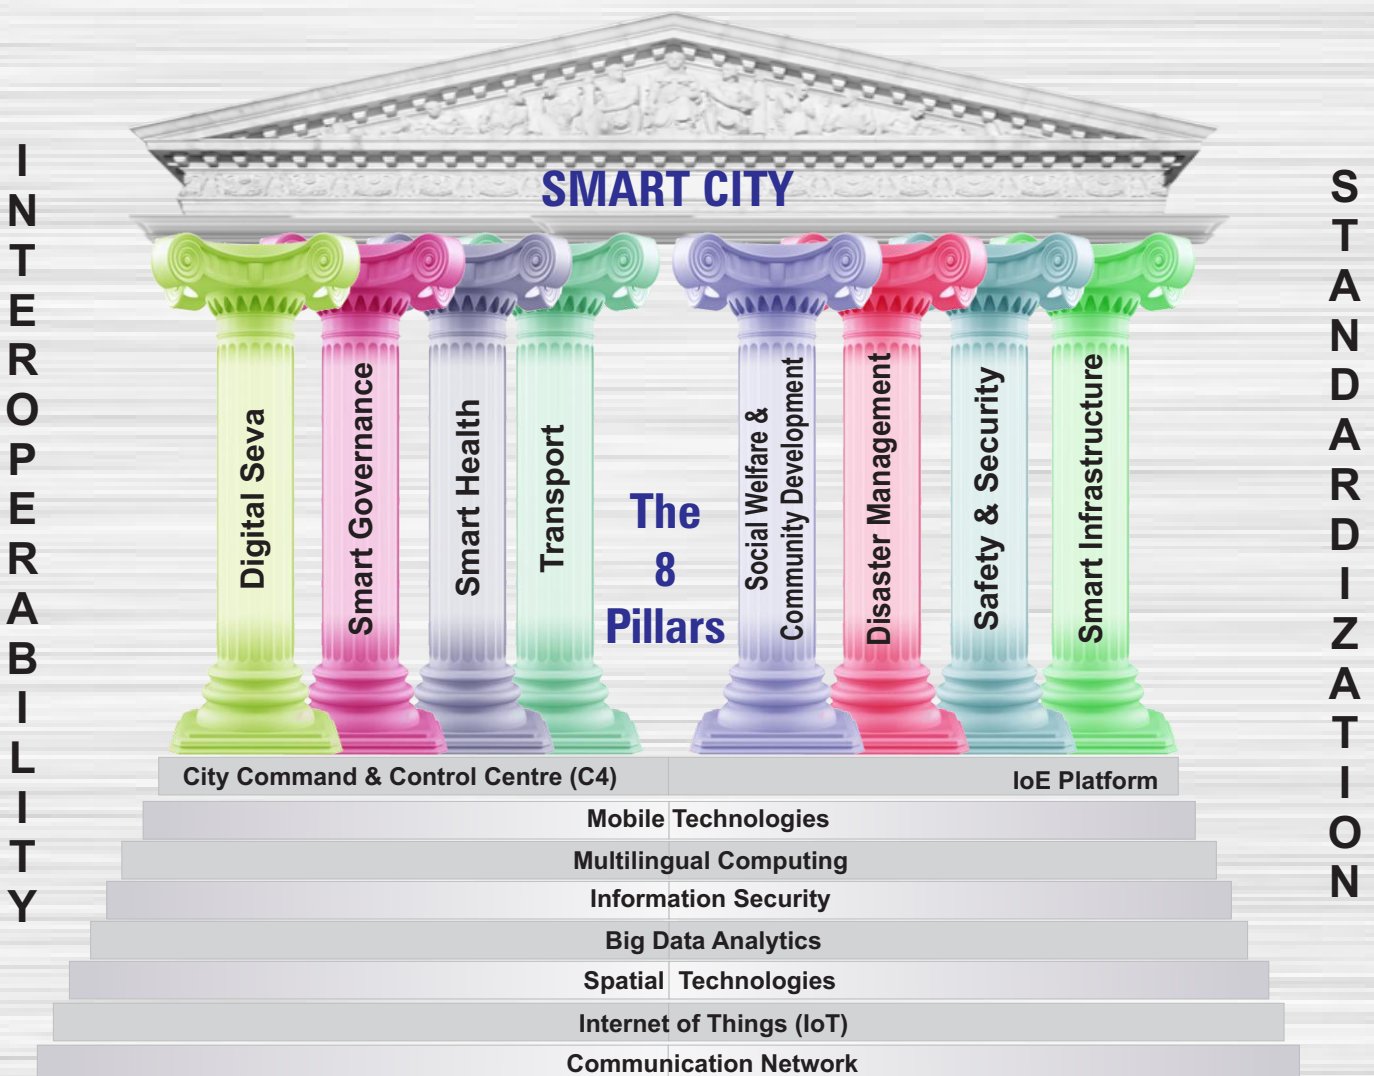 SMART CITY
INTEROPERABILITY
Digital Seva
Smart Governance
Smart Health
Transport
The
8
Pillars
Social Welfare &
Community Development
Disaster Management
Safety & Security
Smart Infrastructure
STANDARDIZATION
City Command & Control Centre (C4)
IoE Platform
Mobile Technologies
Multilingual Computing
Information Security
Big Data Analytics
Spatial Technologies
Internet of Things (IoT)
Communication Network